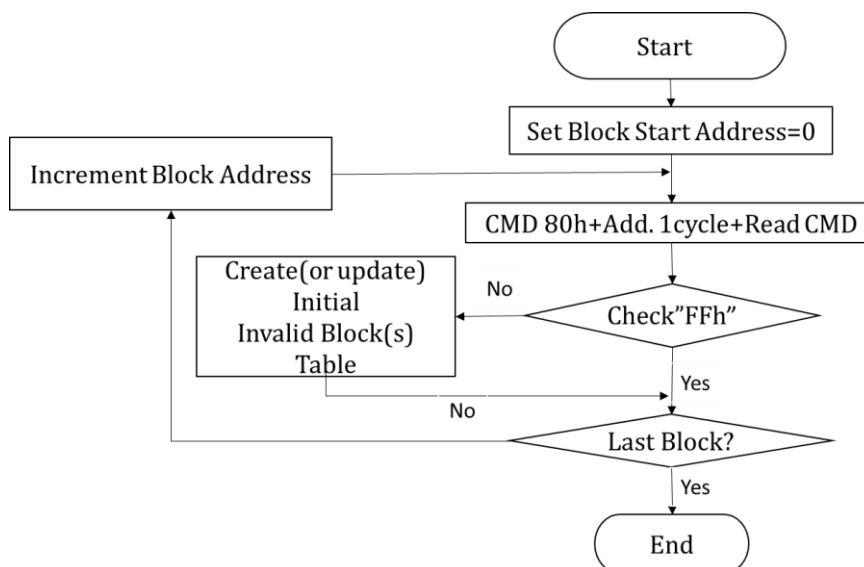 Start
Set Block Start Address=0
Increment Block Address
CMD 80h+Add. 1cycle+Read CMD
Create(or update)
Initial
Invalid Block(s)
Table
No
Check”FFh”
Yes
No
Last Block?
Yes
End